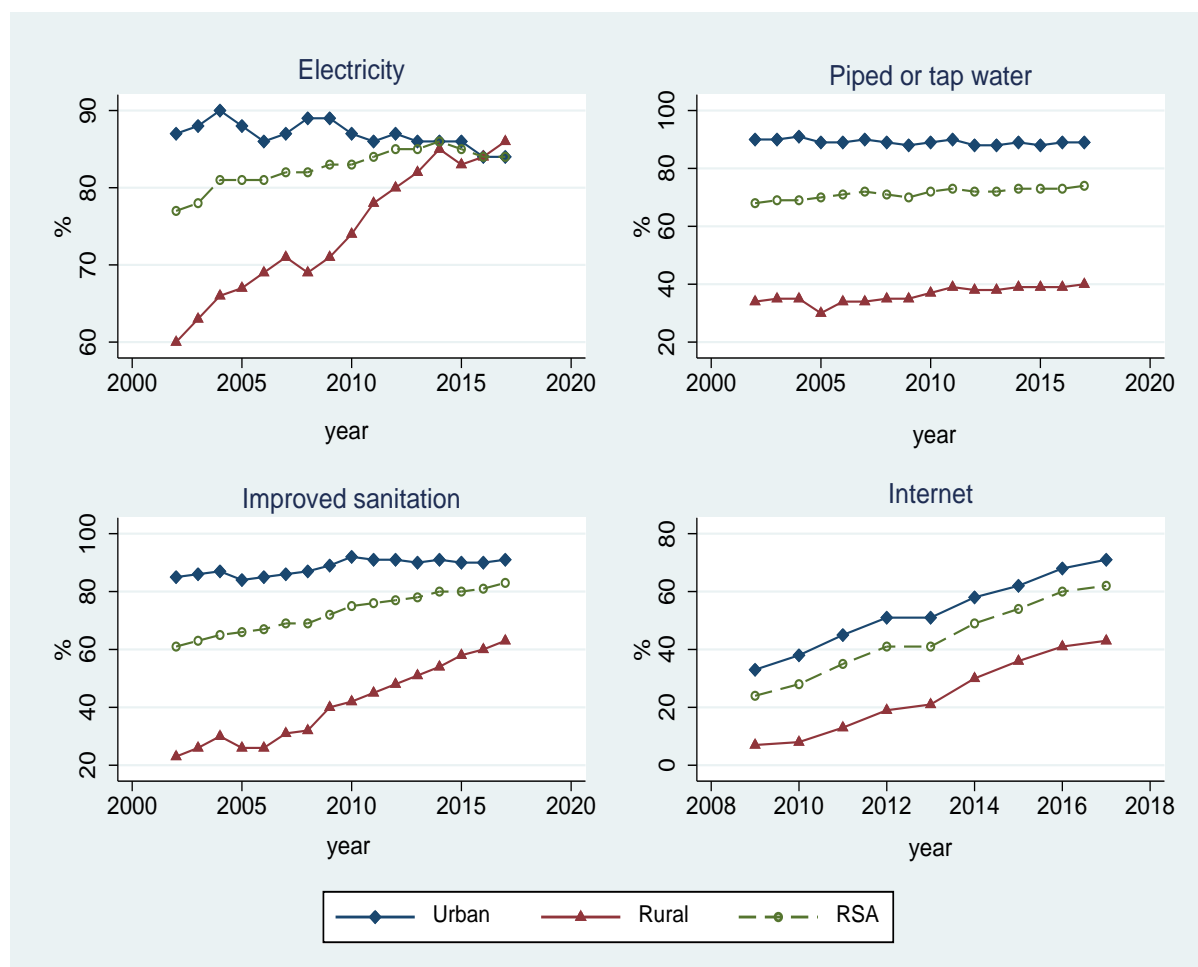 Electricity
90
80
70
60
%
2000 2005 2010 2015 2020
year
Piped or tap water
100
80
60
40
20
%
2000 2005 2010 2015 2020
year
Improved sanitation
100
80
60
40
20
%
2000 2005 2010 2015 2020
year
Internet
80
60
40
20
0
%
2008 2010 2012 2014 2016 2018
year
Urban Rural RSA